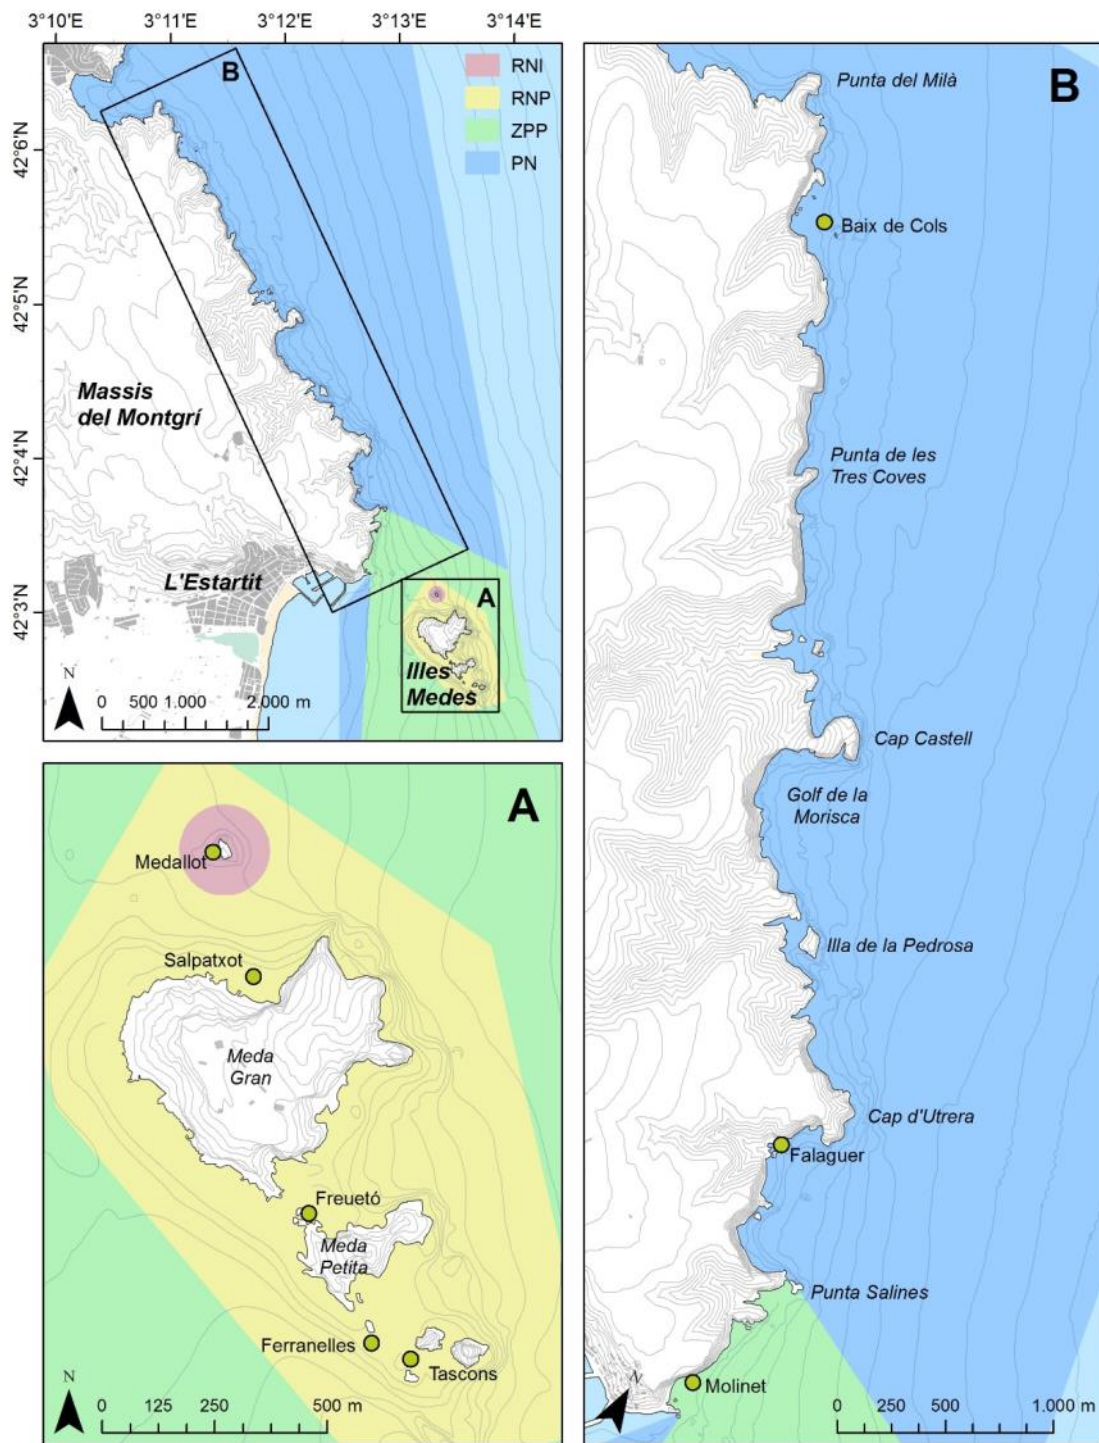 3°10'E 3°11'E 3°12'E 3°13'E 3°14'E
42°6'N
42°5'N
42°4'N
42°3'N
B
RNI
RNP
ZPP
PN
Massis
del Montgrí
L'Estartit
A
Illes
Medes
N
0 500 1.000 2.000 m
A
Medallot
Salpatxot
Meda
Gran
Freuetó
Meda
Petita
Ferranelles
Tascons
N
0 125 250 500 m
B
Punta del Milà
Baix de Cols
Punta de les
Tres Coves
Cap Castell
Golf de la
Morisca
Illa de la Pedrosa
Cap d'Utrera
Falaguer
Punta Salines
Molinet
N
0 250 500 1.000 m